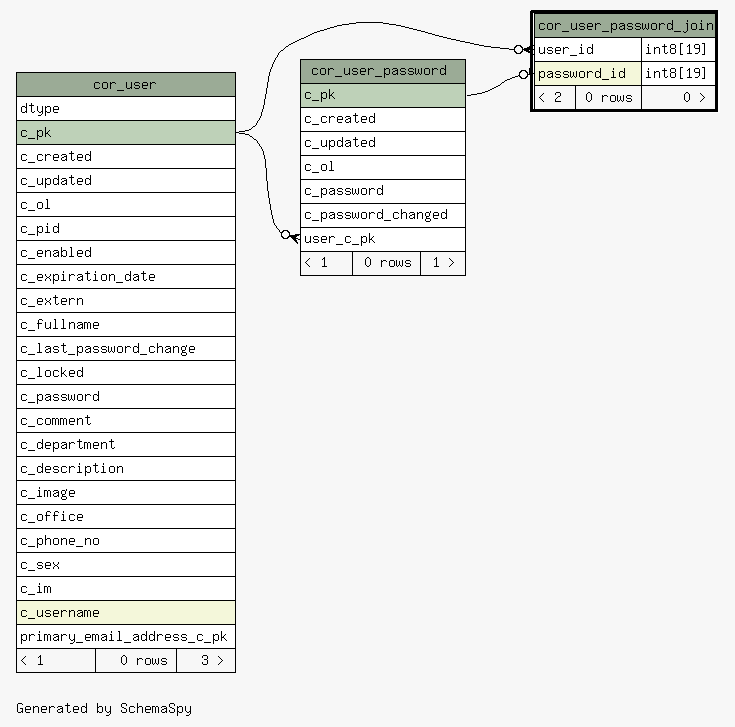 cor_user
dtype
c_pk
c_created
c_updated
c_ol
c_pid
c_enabled
c_expiration_date
c_extern
c_fullname
c_last_password_change
c_locked
c_password
c_comment
c_department
c_description
c_image
c_office
c_phone_no
c_sex
c_im
c_username
primary_email_address_c_pk
< 1 0 rows 3 >
cor_user_password
c_pk
c_created
c_updated
c_ol
c_password
c_password_changed
user_c_pk
< 1 0 rows 1 >
cor_user_password_join
user_id int8[19]
password_id int8[19]
< 2 0 rows 0 >
Generated by SchemaSpy